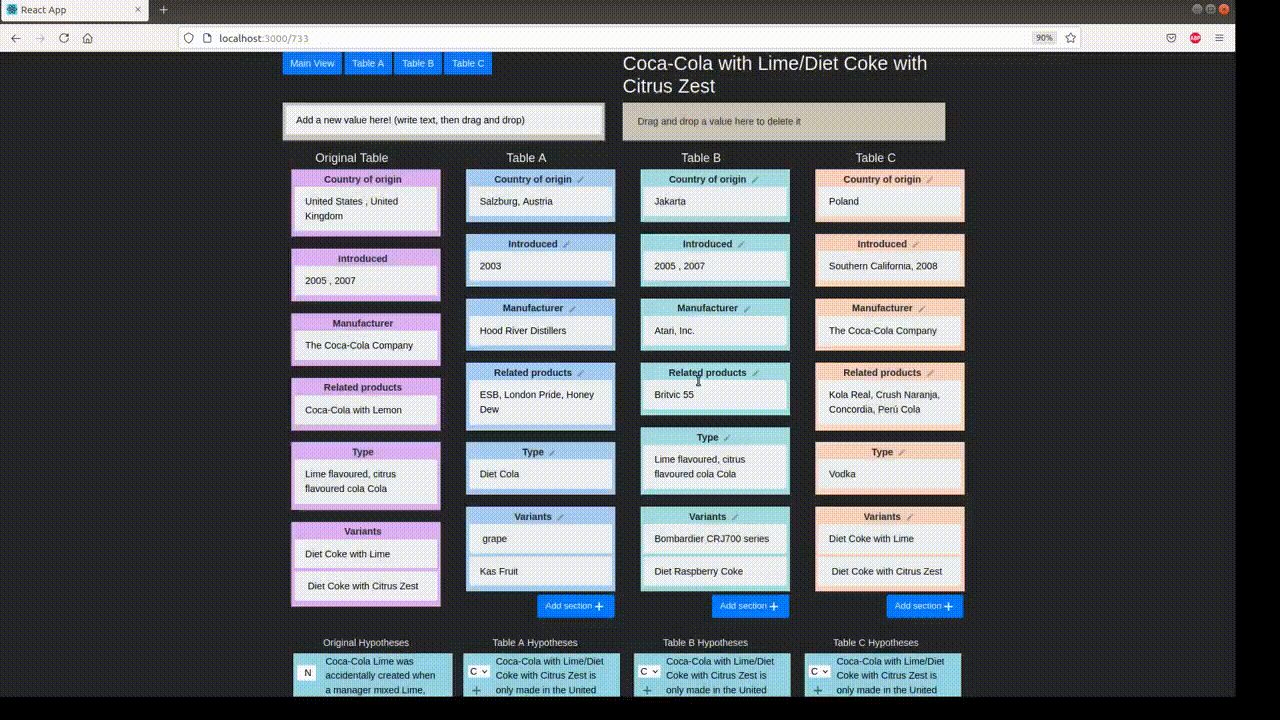 React App
localhost:3000/733
90%
ABP
Main View
Table A
Table B
Table C
Coca-Cola with Lime/Diet Coke with
Citrus Zest
Add a new value here! (write text, then drag and drop)
Drag and drop a value here to delete it
Original Table
Country of origin
United States , United
Kingdom
Introduced
2005 , 2007
Manufacturer
The Coca-Cola Company
Related products
Coca-Cola with Lemon
Type
Lime flavoured, citrus
flavoured cola Cola
Variants
Diet Coke with Lime
Diet Coke with Citrus Zest
Table A
Country of origin
Salzburg, Austria
Introduced
2003
Manufacturer
Hood River Distillers
Related products
ESB, London Pride, Honey
Dew
Type
Diet Cola
Variants
grape
Kas Fruit
Add section +
Table B
Country of origin
Jakarta
Introduced
2005 , 2007
Manufacturer
Atari, Inc.
Related products
Britvic 55
Type
Lime flavoured, citrus
flavoured cola Cola
Variants
Bombardier CRJ700 series
Diet Raspberry Coke
Add section +
Table C
Country of origin
Poland
Introduced
Southern California, 2008
Manufacturer
The Coca-Cola Company
Related products
Kola Real, Crush Naranja,
Concordia, Perú Cola
Type
Vodka
Variants
Diet Coke with Lime
Diet Coke with Citrus Zest
Add section +
Original Hypotheses
N
Coca-Cola Lime was
accidentally created when
a manager mixed Lime,
Table A Hypotheses
C
Coca-Cola with Lime/Diet
Coke with Citrus Zest is
only made in the United
Table B Hypotheses
C
Coca-Cola with Lime/Diet
Coke with Citrus Zest is
only made in the United
Table C Hypotheses
C
Coca-Cola with Lime/Diet
Coke with Citrus Zest is
only made in the United